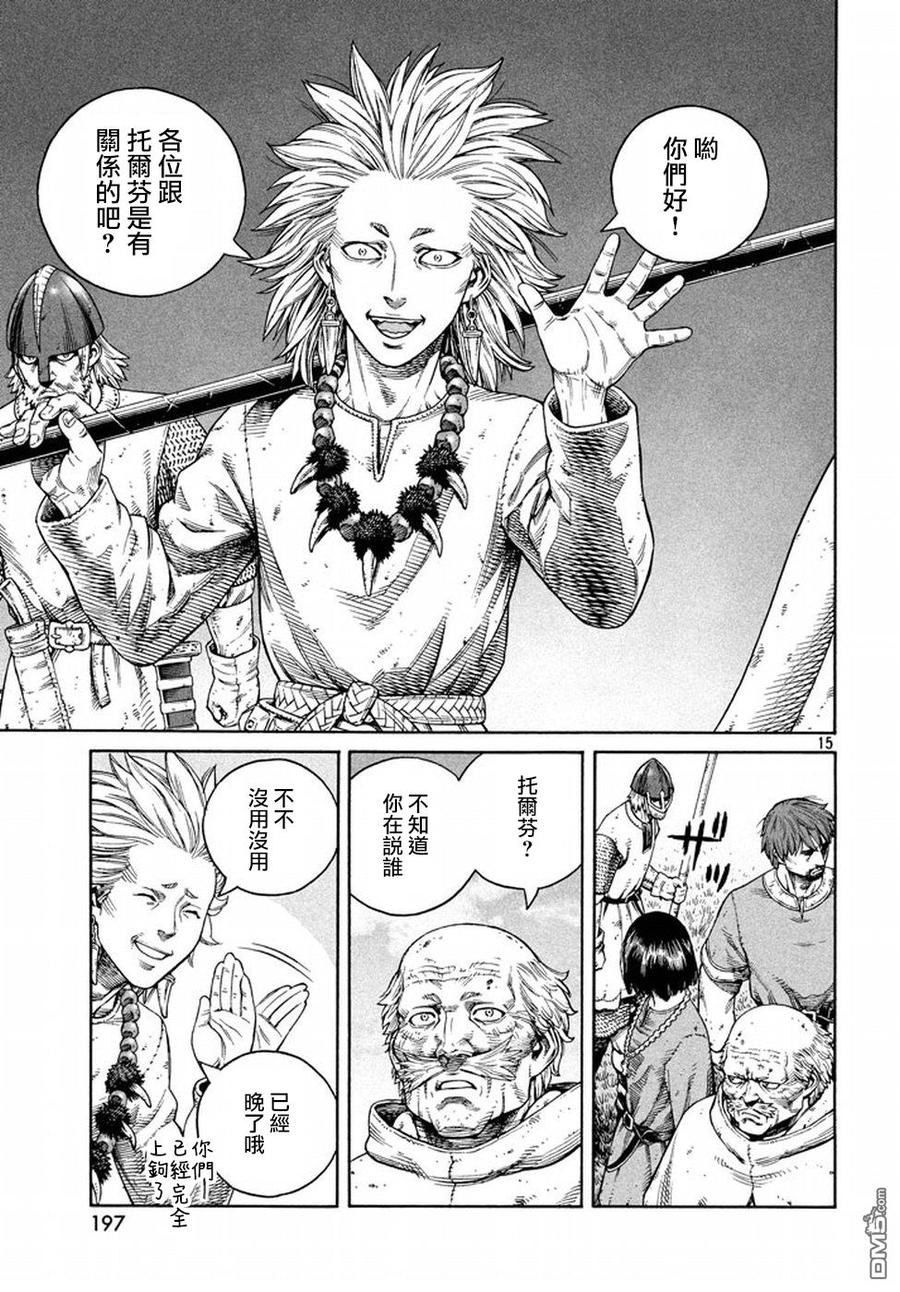 喲
你們好！
各位跟
托爾芬是有
關係的吧？
15
托爾芬？
不知道
你在説誰
不不
沒用沒用
已經
晚了哦
你們
已經完全
上鉤了
197
DM5.com